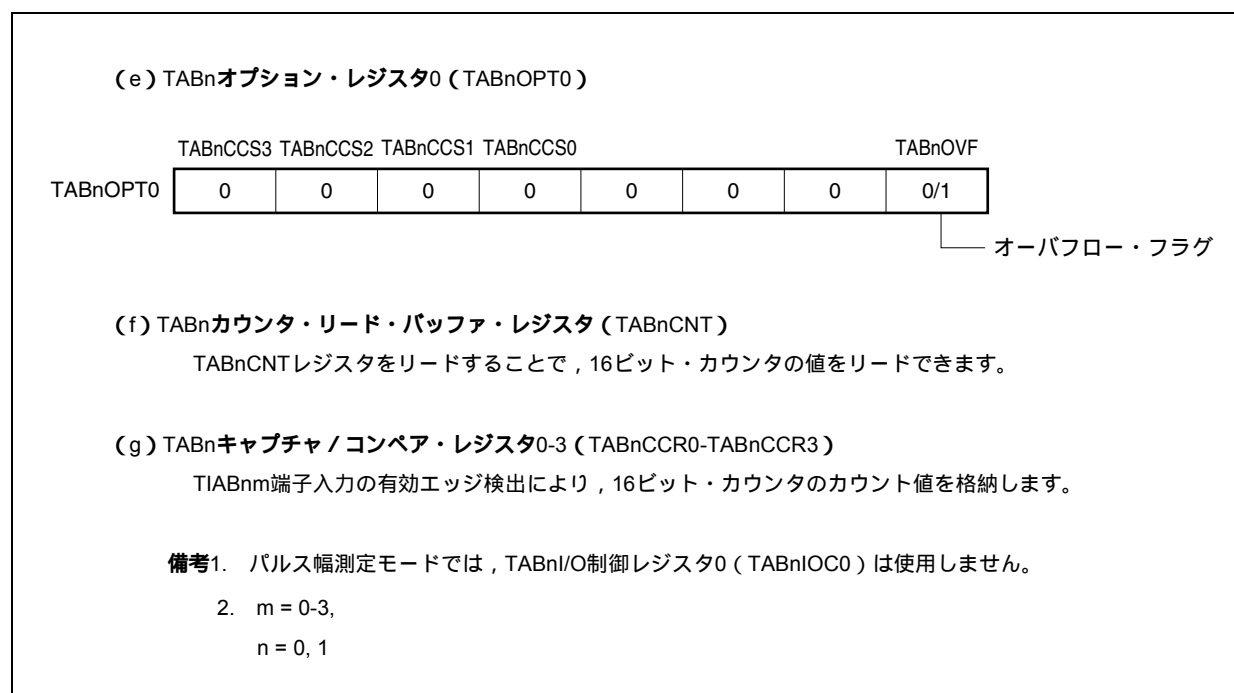 (e)TABnオプション・レジスタ0(TABnOPT0)
TABnCCS3 TABnCCS2 TABnCCS1 TABnCCS0 TABnOVF
TABnOPT0 0 0 0 0 0 0 0 0/1
オーバフロー・フラグ
(f)TABnカウンタ・リード・バッファ・レジスタ(TABnCNT)
TABnCNTレジスタをリードすることで,16ビット・カウンタの値をリードできます。
(g)TABnキャプチャ/コンペア・レジスタ0-3(TABnCCR0-TABnCCR3)
TIABnm端子入力の有効エッジ検出により,16ビット・カウンタのカウント値を格納します。
備考1. パルス幅測定モードでは,TABnI/O制御レジスタ0(TABnIOC0)は使用しません。
2. m = 0-3,
n = 0, 1